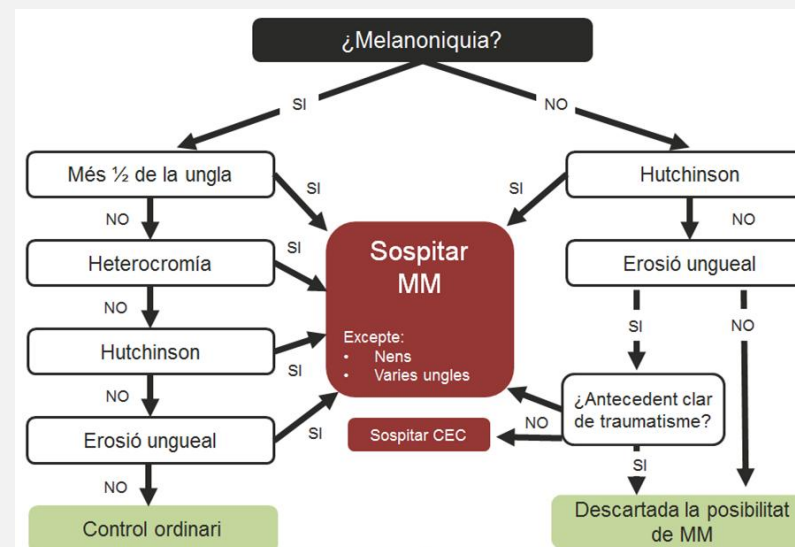 ¿Melanoniquia?
SI
NO
Més ½ de la ungla
SI
SI
Hutchinson
NO
NO
Heterocromía
SI
Sospitar
MM
Erosió ungueal
NO
Excepte:
• Nens
• Varies ungles
SI
NO
Hutchinson
SI
NO
¿Antecedent clar
de traumatisme?
Erosió ungueal
SI
Sospitar CEC
NO
NO
SI
Control ordinari
Descartada la posibilitat
de MM